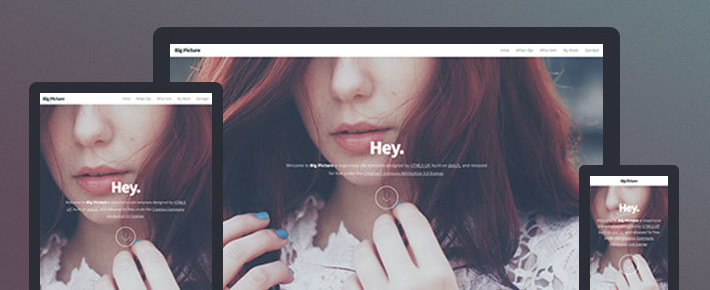 Big Picture
Intro What I Do Who I Am My Work Contact
Hey.
Welcome to Big Picture a responsive site template designed by HTML5 UP, built on skelJS, and released
for free under the Creative Commons Attribution 3.0 license.
Big Picture
Intro What I Do Who I Am My Work Contact
Hey.
Welcome to Big Picture a responsive site template designed by HTML5
UP, built on skelJS, and released for free under the Creative Commons
Attribution 3.0 license.
Big Picture
Hey.
Welcome to Big Picture a responsive
site template designed by HTML5 UP,
built on skelJS, and released for free
under the Creative Commons
Attribution 3.0 license.